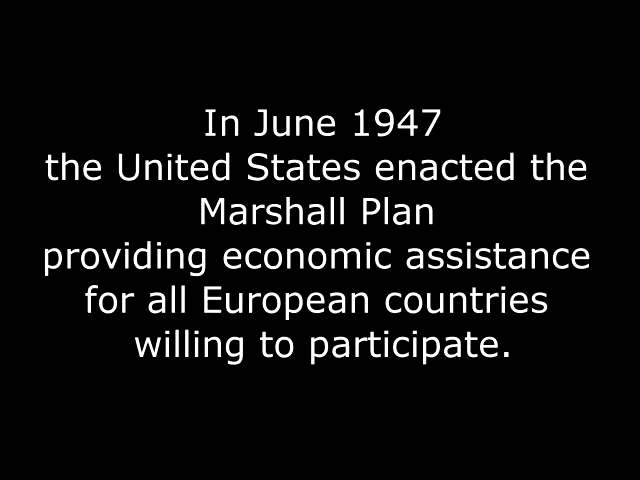 In June 1947
the United States enacted the
Marshall Plan
providing economic assistance
for all European countries
willing to participate.